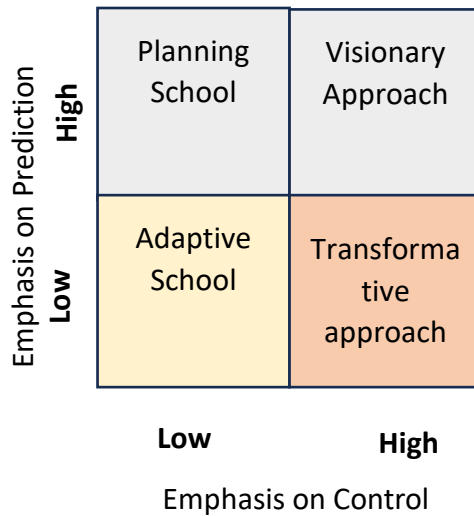 Emphasis on Prediction
High
Low
Planning
School
Visionary
Approach
Adaptive
School
Transforma
tive
approach
Low
High
Emphasis on Control